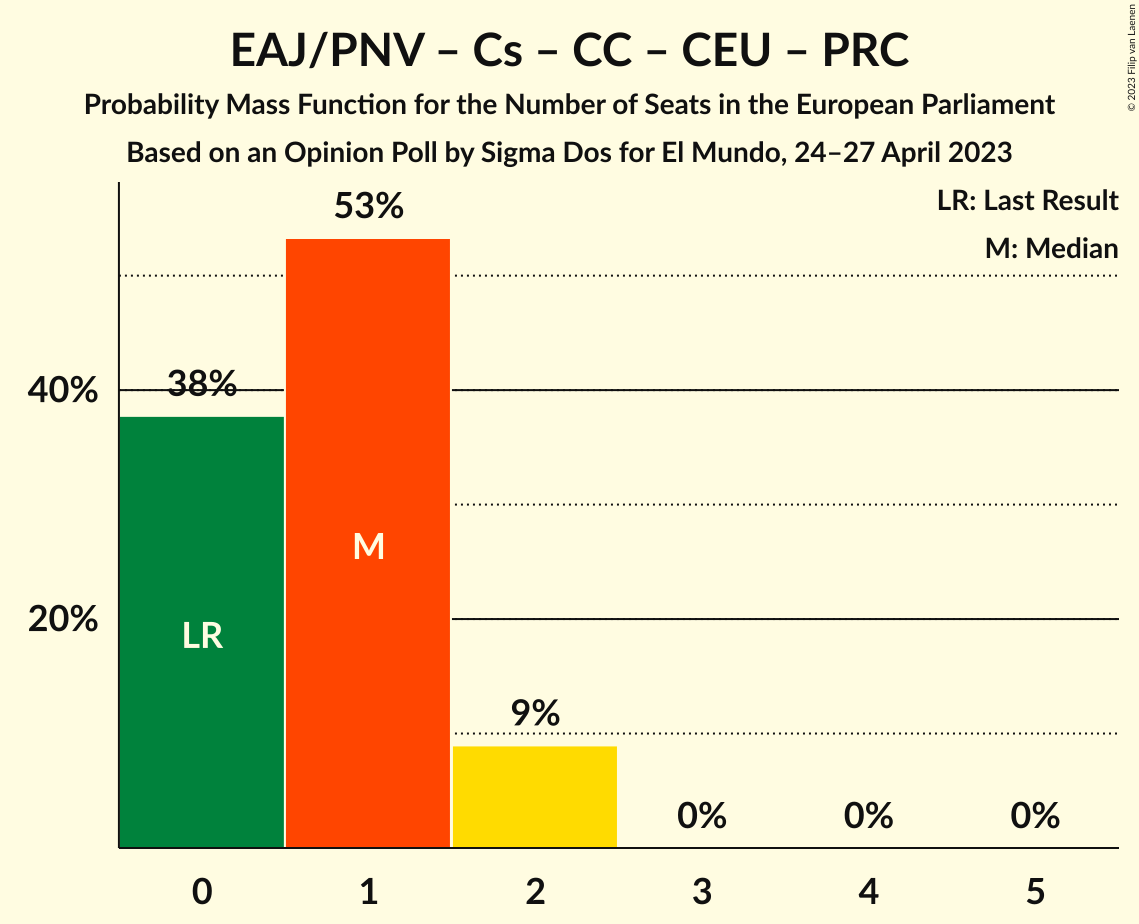 EAJ/PNV – Cs – CC – CEU – PRC
Probability Mass Function for the Number of Seats in the European Parliament
Based on an Opinion Poll by Sigma Dos for El Mundo, 24–27 April 2023
© 2023 Filip van Laenen
LR: Last Result
M: Median
53%
38%
40%
M
20%
LR
9%
0% 0% 0%
0 1 2 3 4 5